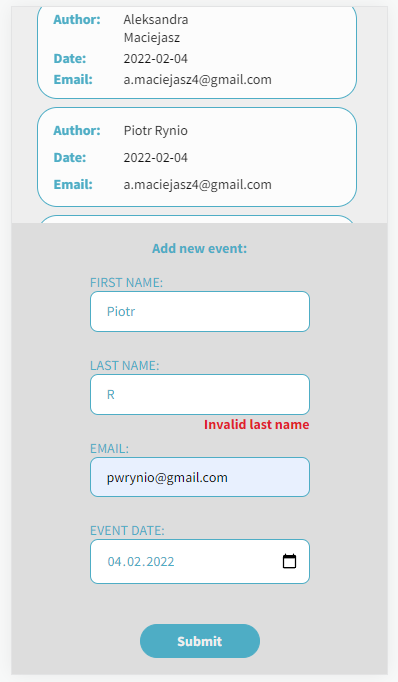 Author: Aleksandra
Maciejasz
Date: 2022-02-04
Email: a.maciejasz4@gmail.com
Author: Piotr Rynio
Date: 2022-02-04
Email: a.maciejasz4@gmail.com
Add new event:
FIRST NAME:
Piotr
LAST NAME:
R
Invalid last name
EMAIL:
pwrynio@gmail.com
EVENT DATE:
04.02.2022
Submit